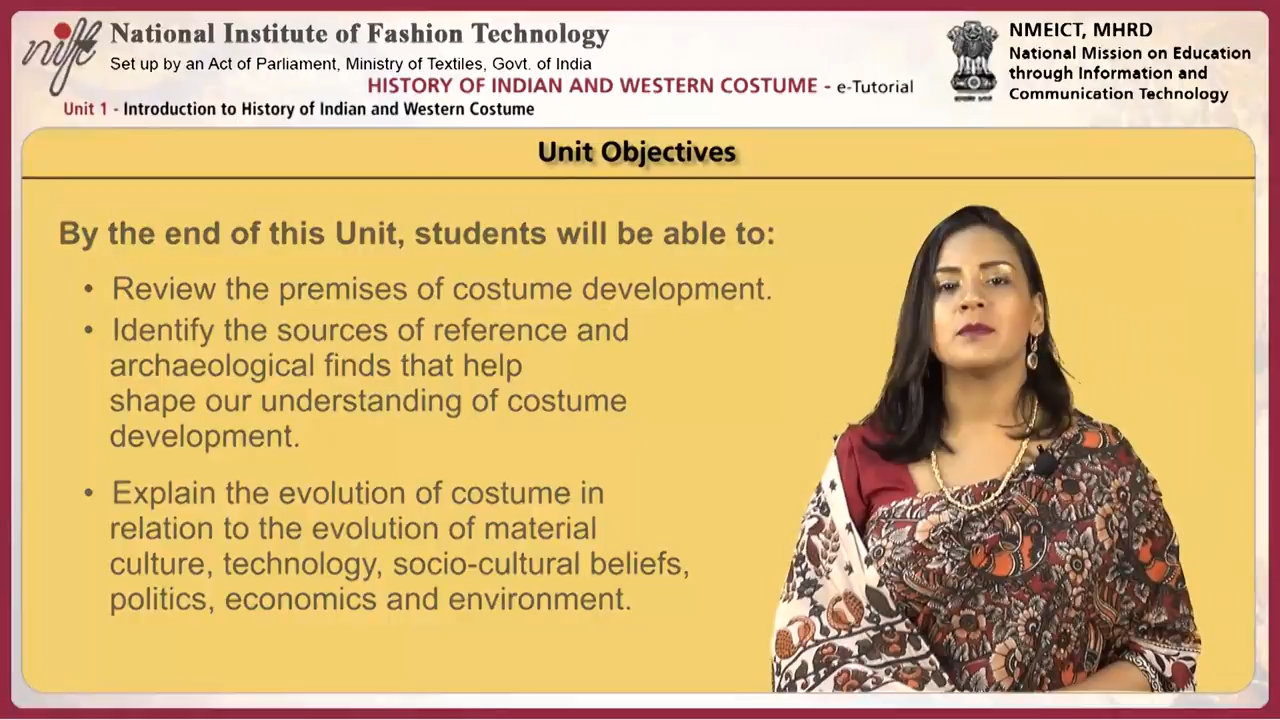 nift
National Institute of Fashion Technology
Set up by an Act of Parliament, Ministry of Textiles, Govt. of India
HISTORY OF INDIAN AND WESTERN COSTUME - e-Tutorial
Unit 1 - Introduction to History of Indian and Western Costume
NMEICT, MHRD
National Mission on Education
through Information and
Communication Technology
Unit Objectives
By the end of this Unit, students will be able to:
• Review the premises of costume development.
• Identify the sources of reference and
archaeological finds that help
shape our understanding of costume
development.
• Explain the evolution of costume in
relation to the evolution of material
culture, technology, socio-cultural beliefs,
politics, economics and environment.